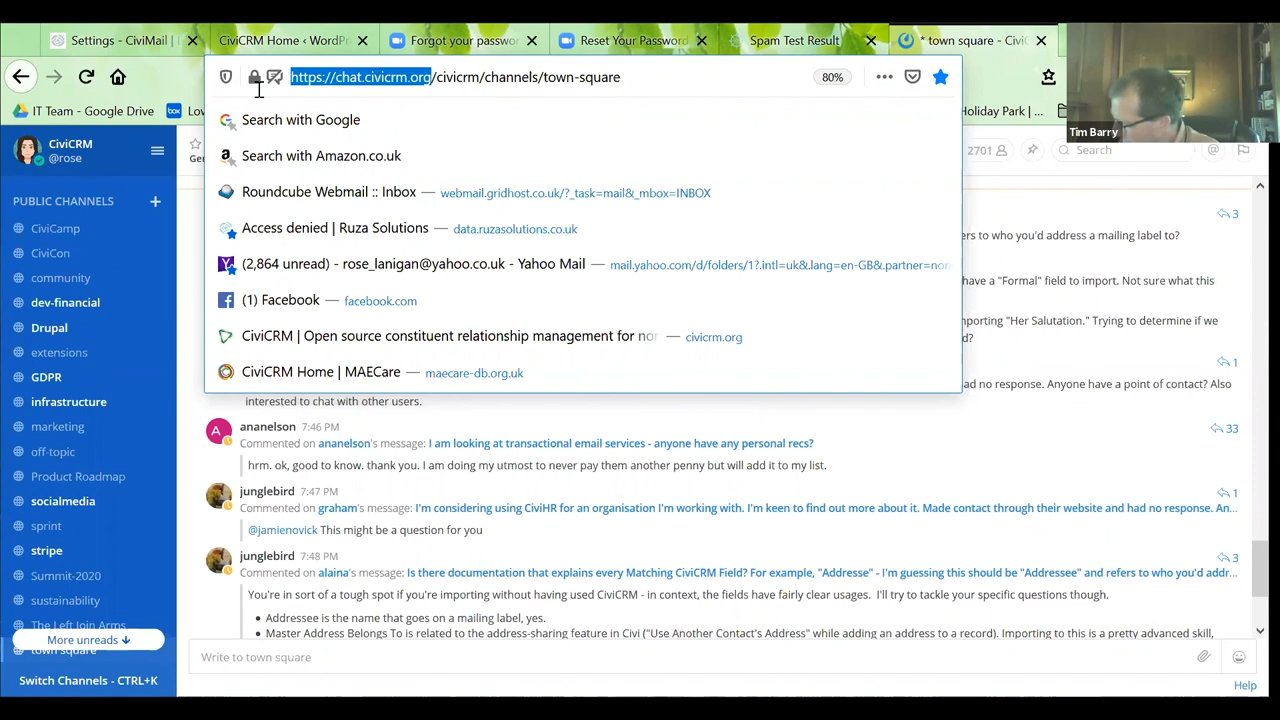 Settings - CiviMail |
CiviCRM Home ‹ WordPr
Forgot your passwo
Reset Your Password
Spam Test Result
* town square - CiviC
https://chat.civicrm.org/civicrm/channels/town-square
80%
IT Team - Google Drive
box
Lov
Holiday Park | ...
Tim Barry
Search with Google
Search with Amazon.co.uk
Roundcube Webmail :: Inbox — webmail.gridhost.co.uk/?_task=mail&_mbox=INBOX
Access denied | Ruza Solutions — data.ruzasolutions.co.uk
(2,864 unread) - rose_lanigan@yahoo.co.uk - Yahoo Mail — mail.yahoo.com/d/folders/1?.intl=uk&.lang=en-GB&.partner=non
(1) Facebook — facebook.com
CiviCRM | Open source constituent relationship management for nor — civicrm.org
CiviCRM Home | MAECare — maecare-db.org.uk
CiviCRM
@rose
PUBLIC CHANNELS +
CiviCamp
CiviCon
community
dev-financial
Drupal
extensions
GDPR
infrastructure
marketing
off-topic
Product Roadmap
socialmedia
sprint
stripe
Summit-2020
sustainability
The Left Join Arms
More unreads
town square
Switch Channels - CTRL+K
Ger
2701
Search
3
ers to who you'd address a mailing label to?
have a "Formal" field to import. Not sure what this
nporting "Her Salutation." Trying to determine if we
d?
1
ad no response. Anyone have a point of contact? Also
interested to chat with other users.
ananelson 7:46 PM
33
Commented on ananelson's message: I am looking at transactional email services - anyone have any personal recs?
hrm. ok, good to know. thank you. I am doing my utmost to never pay them another penny but will add it to my list.
junglebird 7:47 PM
1
Commented on graham's message: I'm considering using CiviHR for an organisation I'm working with. I'm keen to find out more about it. Made contact through their website and had no response. An...
@jamienovick This might be a question for you
junglebird 7:48 PM
3
Commented on alaina's message: Is there documentation that explains every Matching CiviCRM Field? For example, "Addresse" - I'm guessing this should be "Addressee" and refers to who you'd addr...
You're in sort of a tough spot if you're importing without having used CiviCRM - in context, the fields have fairly clear usages. I'll try to tackle your specific questions though.
• Addressee is the name that goes on a mailing label, yes.
• Master Address Belongs To is related to the address-sharing feature in Civi ("Use Another Contact's Address" while adding an address to a record). Importing to this is a pretty advanced skill,
Write to town square
Help